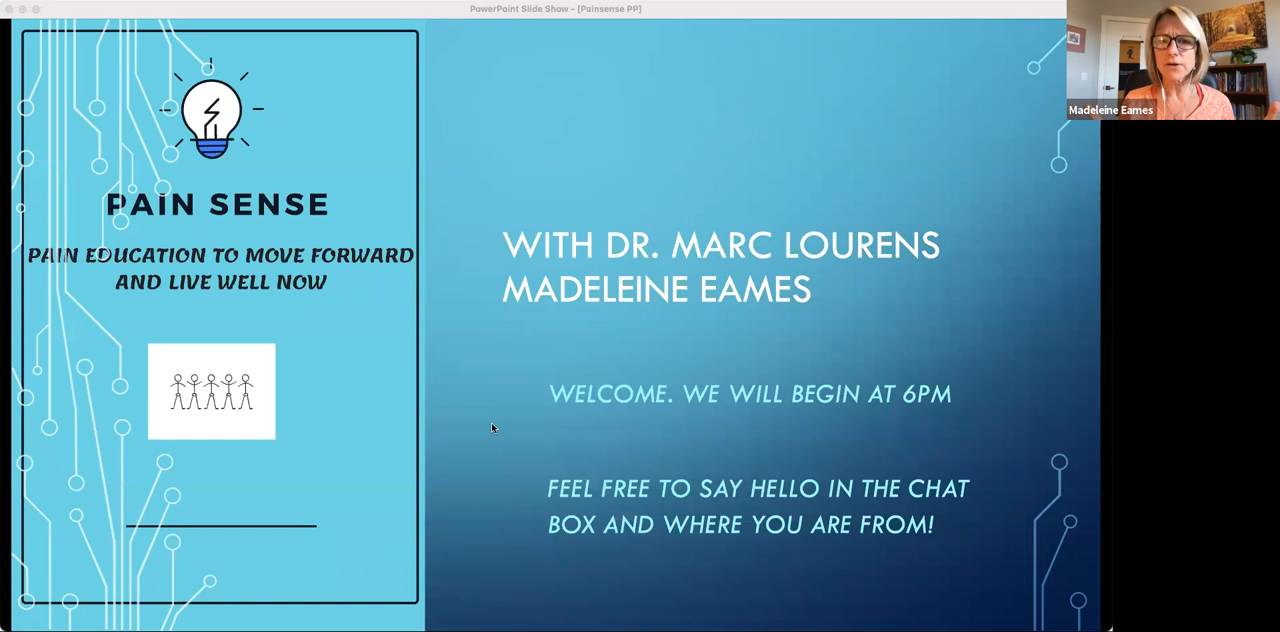 PowerPoint Slide Show - [Painsense PP]
Madeleine Eames
PAIN SENSE
PAIN EDUCATION TO MOVE FORWARD
AND LIVE WELL NOW
WITH DR. MARC LOURENS
MADELEINE EAMES
WELCOME. WE WILL BEGIN AT 6PM
FEEL FREE TO SAY HELLO IN THE CHAT
BOX AND WHERE YOU ARE FROM!